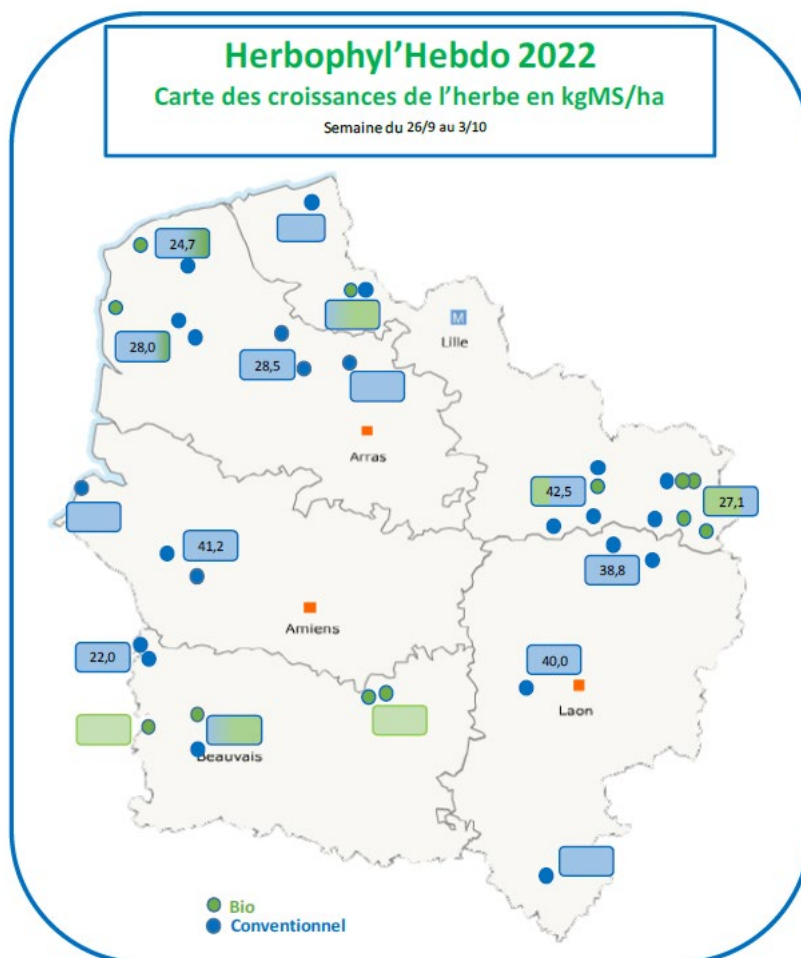 Herbophyl’Hebdo 2022
Carte des croissances de l’herbe en kgMS/ha
Semaine du 26/9 au 3/10
24,7
M
Lille
28,0
28,5
Arras
42,5
27,1
41,2
38,8
Amiens
22,0
40,0
Laon
Beauvais
Bio
Conventionnel